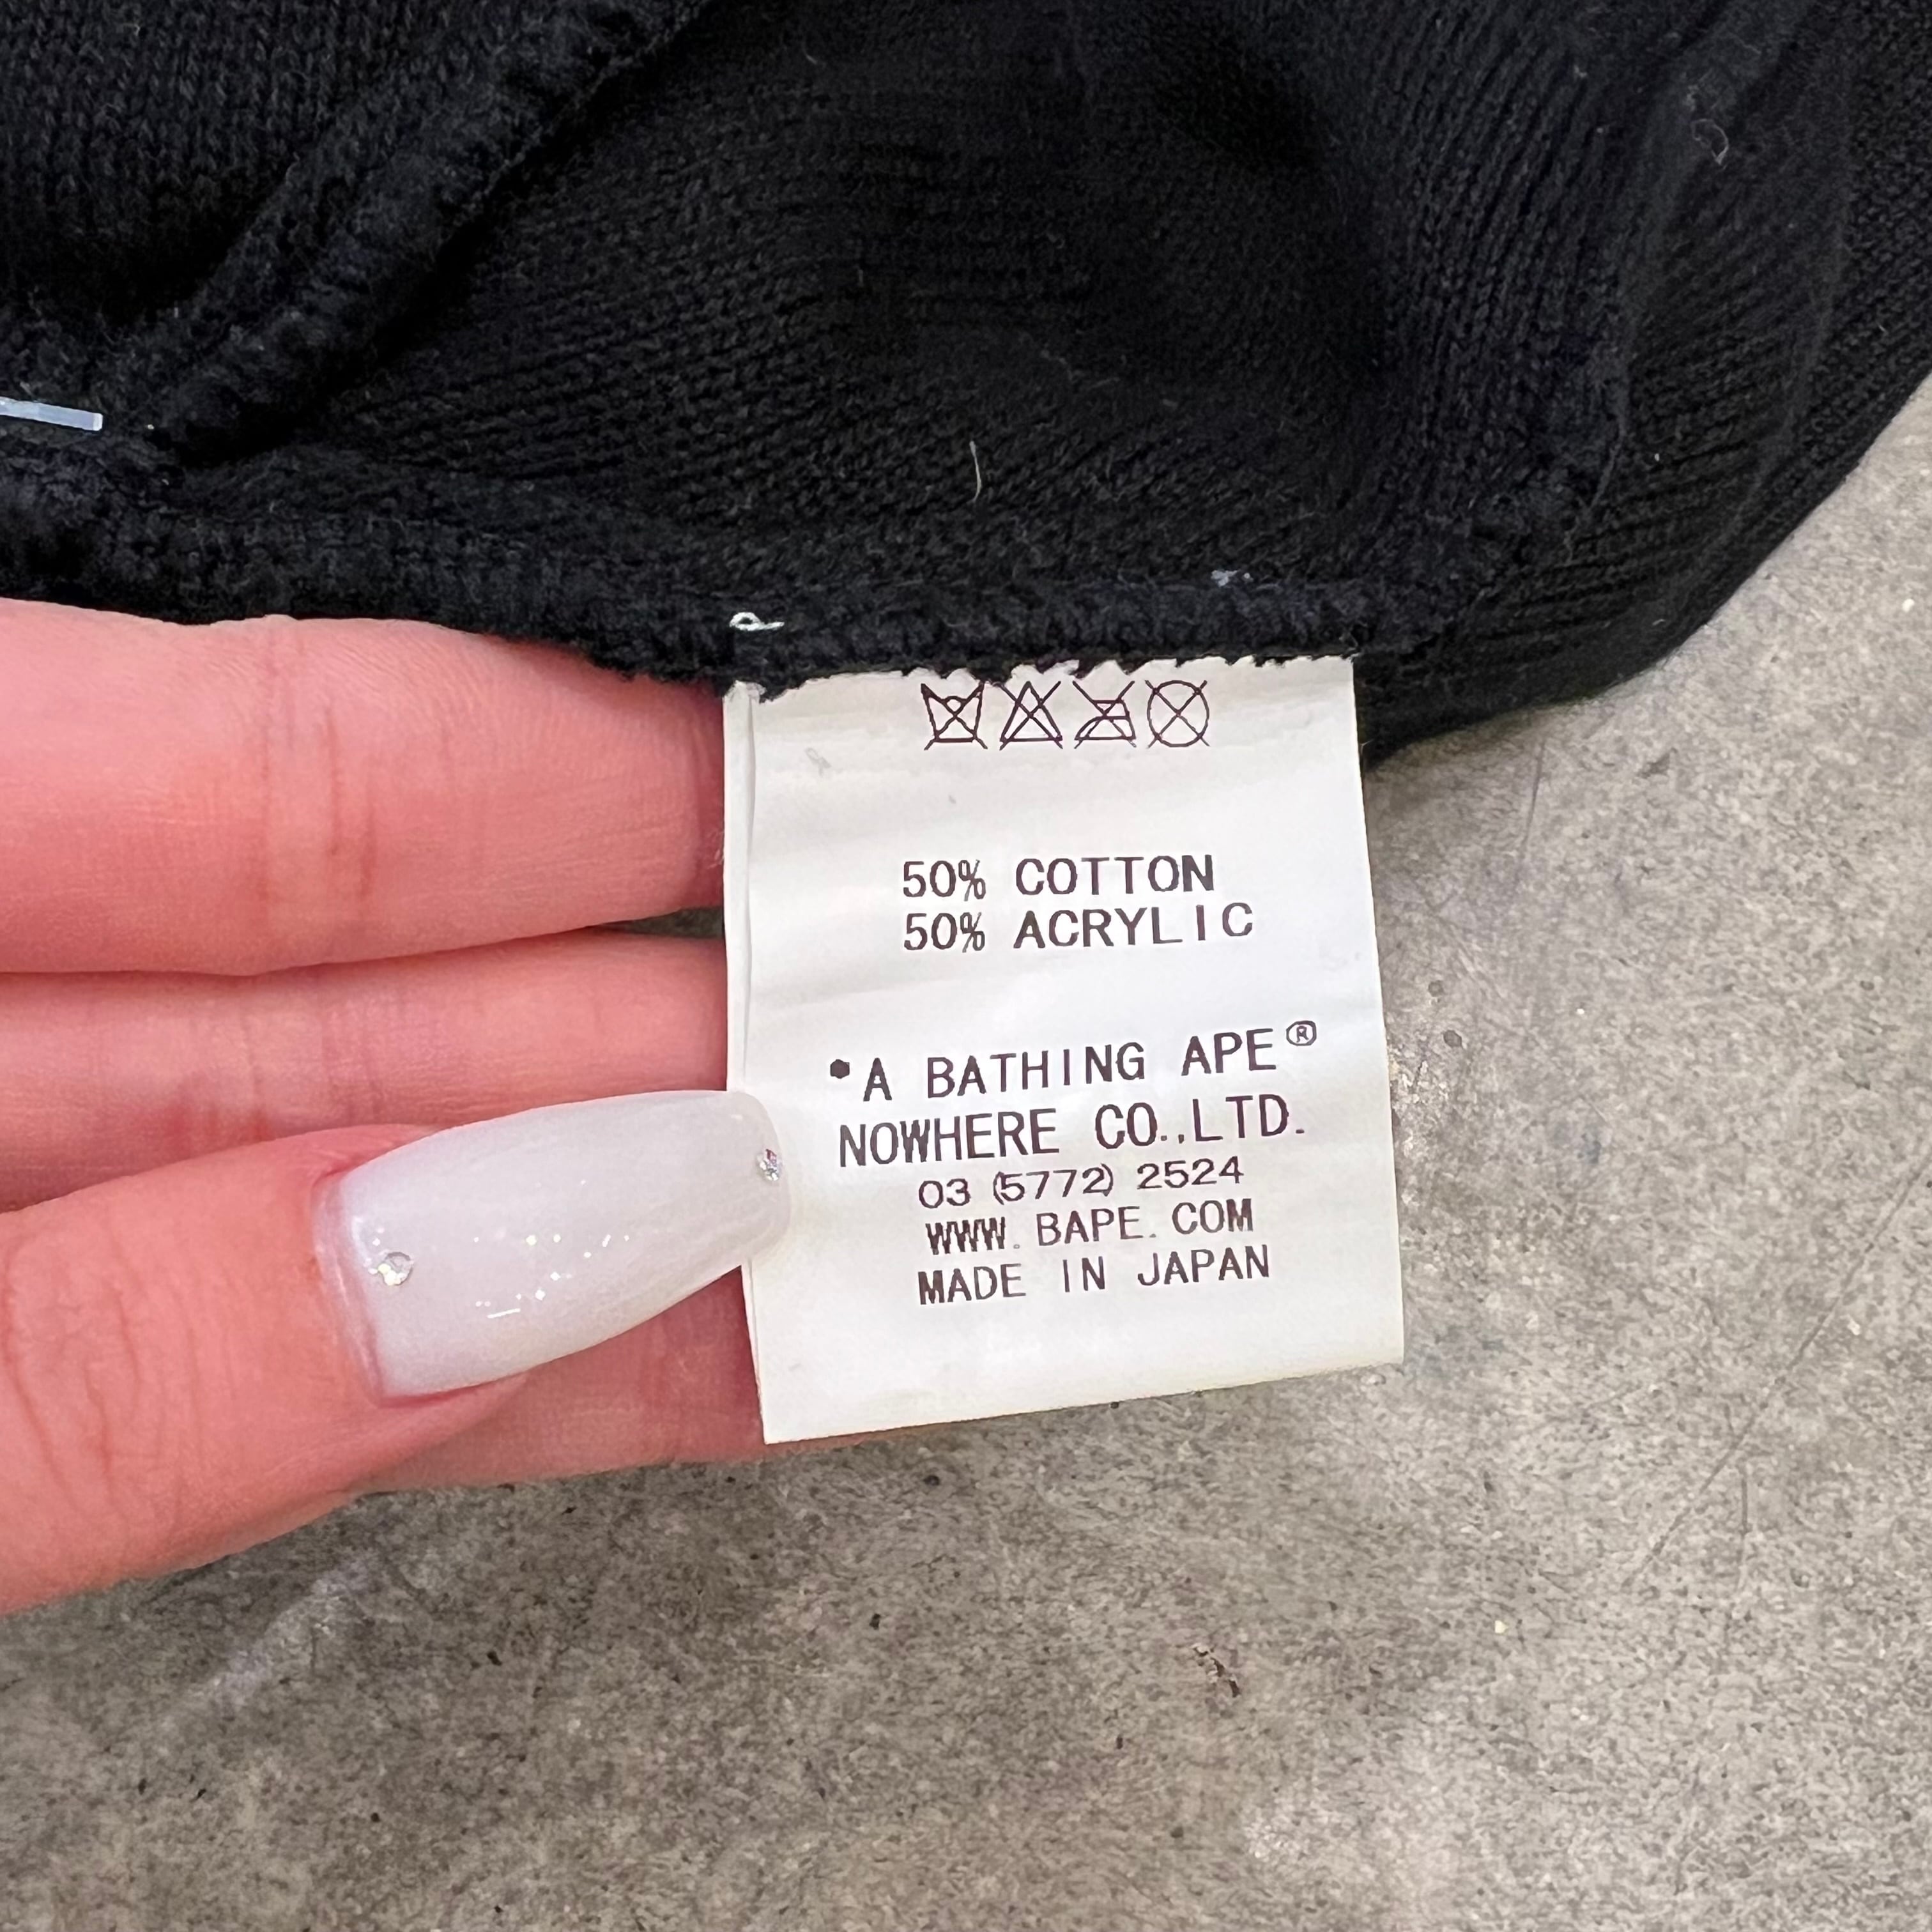 50% COTTON
50% ACRYLIC
•A BATHING APE®
NOWHERE CO.,LTD.
03 (5772) 2524
WWW. BAPE. COM
MADE IN JAPAN